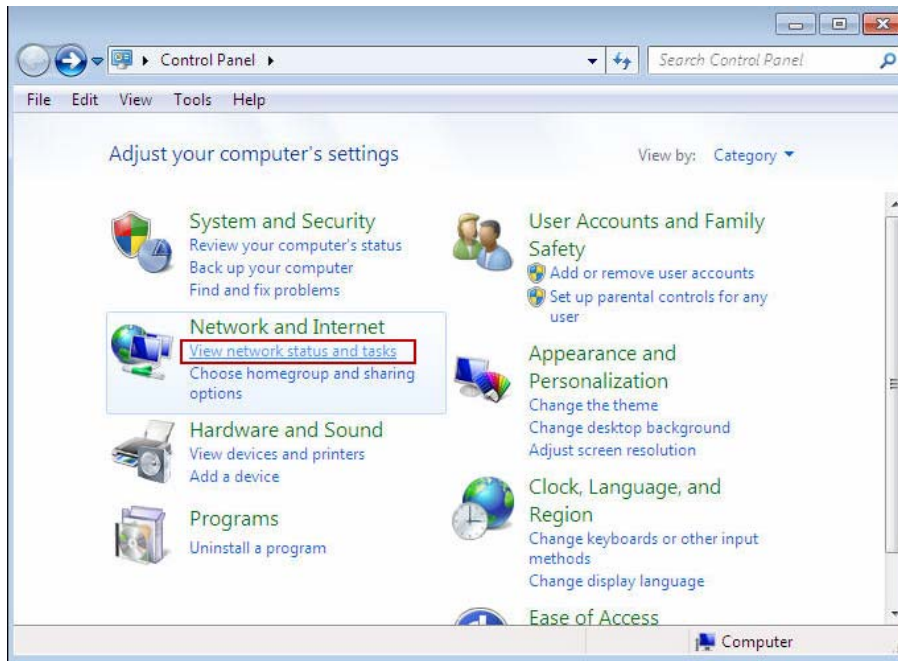 Control Panel
Search Control Panel
File Edit View Tools Help
Adjust your computer's settings
View by: Category
System and Security
Review your computer's status
Back up your computer
Find and fix problems
Network and Internet
View network status and tasks
Choose homegroup and sharing
options
Hardware and Sound
View devices and printers
Add a device
Programs
Uninstall a program
User Accounts and Family
Safety
Add or remove user accounts
Set up parental controls for any
user
Appearance and
Personalization
Change the theme
Change desktop background
Adjust screen resolution
Clock, Language, and
Region
Change keyboards or other input
methods
Change display language
Ease of Access
Computer